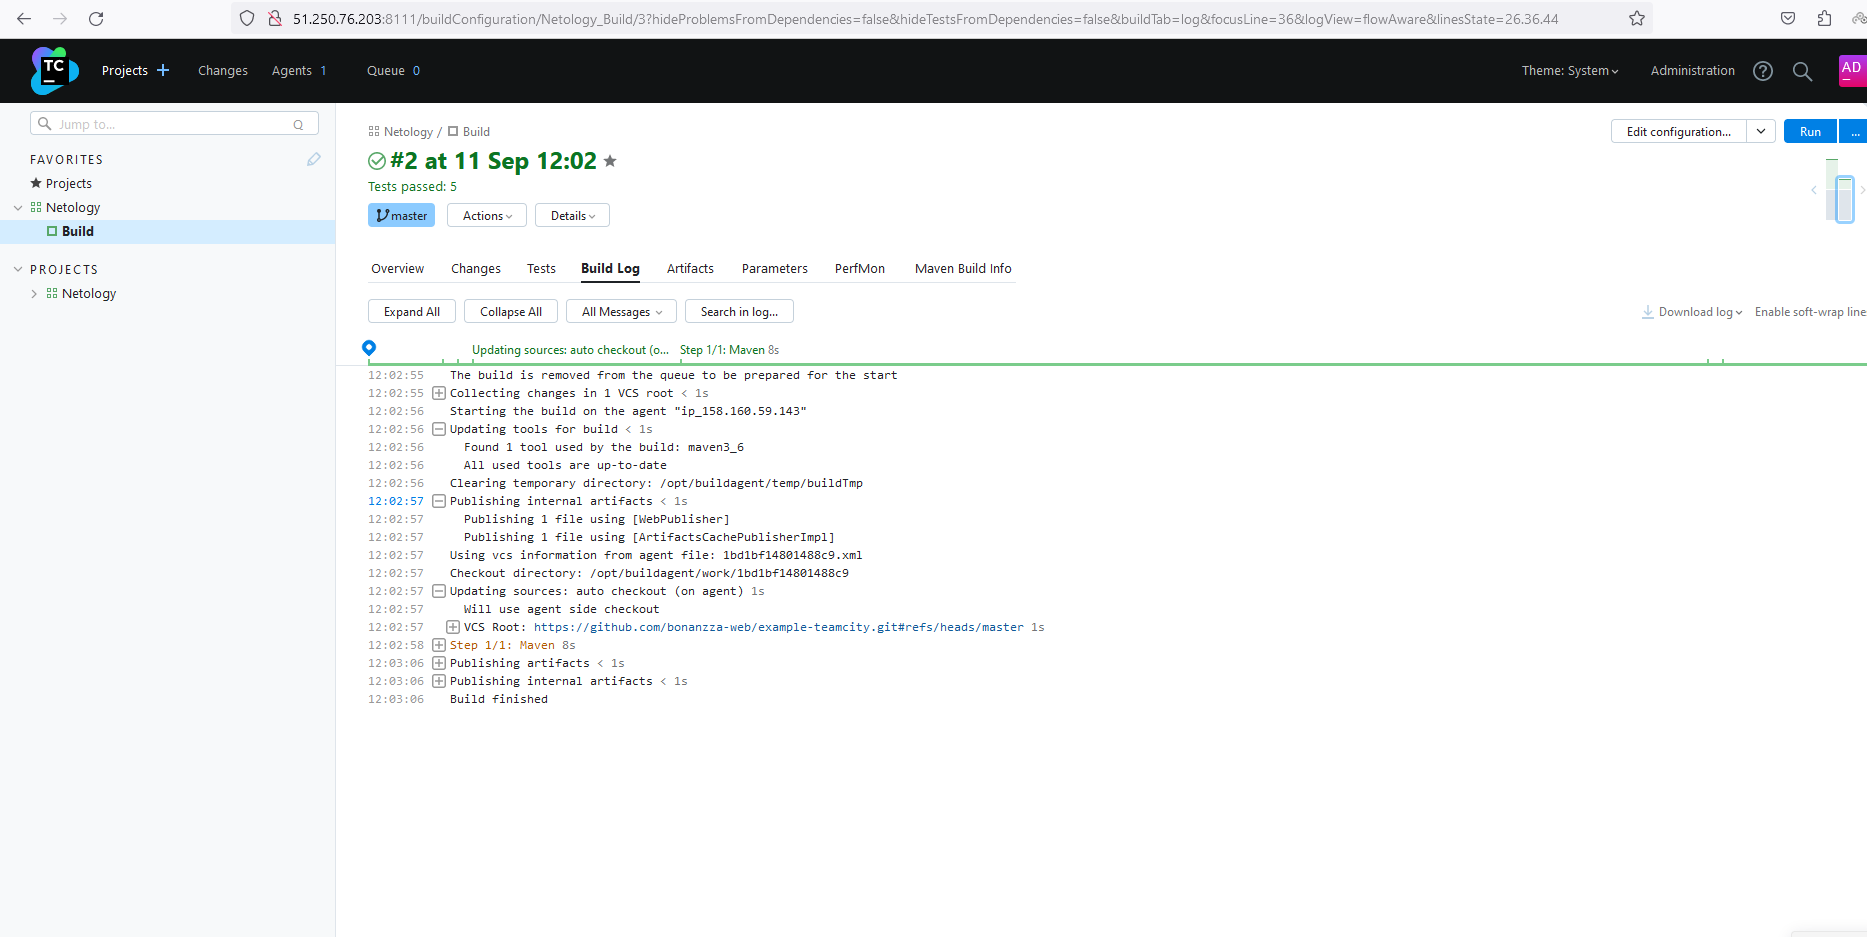 51.250.76.203:8111/buildConfiguration/Netology_Build/3?hideProblemsFromDependencies=false&hideTestsFromDependencies=false&buildTab=log&focusLine=36&logView=flowAware&linesState=26.36.44
TC
Projects
Changes
Agents 1
Queue 0
Theme: System
Administration
AD
Jump to... Q
FAVORITES
Projects
Netology
Build
PROJECTS
Netology
Netology / Build
Edit configuration...
Run ...
#2 at 11 Sep 12:02
Tests passed: 5
master Actions Details
Overview Changes Tests Build Log Artifacts Parameters PerfMon Maven Build Info
Expand All Collapse All All Messages Search in log...
Download log Enable soft-wrap line
Updating sources: auto checkout (o... Step 1/1: Maven 8s
12:02:55 The build is removed from the queue to be prepared for the start
12:02:55 Collecting changes in 1 VCS root < 1s
12:02:56 Starting the build on the agent "ip_158.160.59.143"
12:02:56 Updating tools for build < 1s
12:02:56 Found 1 tool used by the build: maven3_6
12:02:56 All used tools are up-to-date
12:02:56 Clearing temporary directory: /opt/buildagent/temp/buildTmp
12:02:57 Publishing internal artifacts < 1s
12:02:57 Publishing 1 file using [WebPublisher]
12:02:57 Publishing 1 file using [ArtifactsCachePublisherImpl]
12:02:57 Using vcs information from agent file: 1bd1bf14801488c9.xml
12:02:57 Checkout directory: /opt/buildagent/work/1bd1bf14801488c9
12:02:57 Updating sources: auto checkout (on agent) 1s
12:02:57 Will use agent side checkout
12:02:57 VCS Root: https://github.com/bonanzza-web/example-teamcity.git#refs/heads/master 1s
12:02:58 Step 1/1: Maven 8s
12:03:06 Publishing artifacts < 1s
12:03:06 Publishing internal artifacts < 1s
12:03:06 Build finished